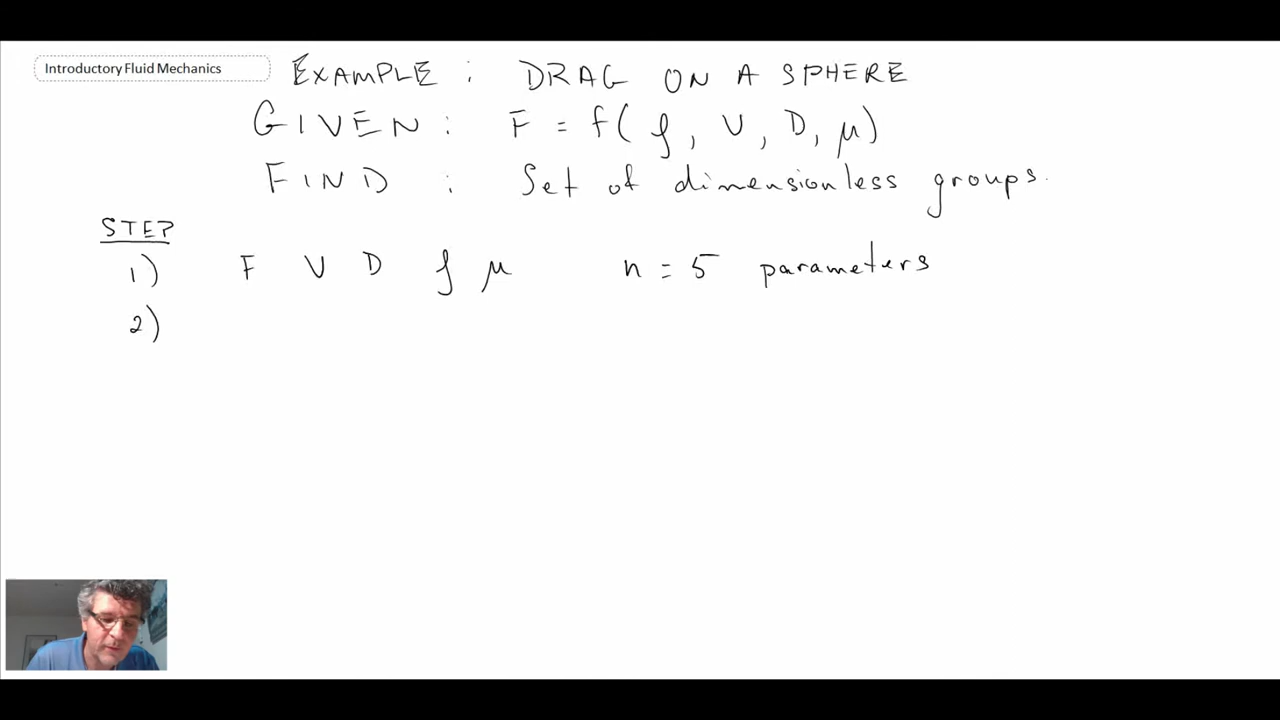 Introductory Fluid Mechanics
EXAMPLE : DRAG ON A SPHERE
GIVEN : F = f( ρ, V, D, μ)
FIND : Set of dimensionless groups.
STEP
1) F V D ρ μ n = 5 parameters
2)